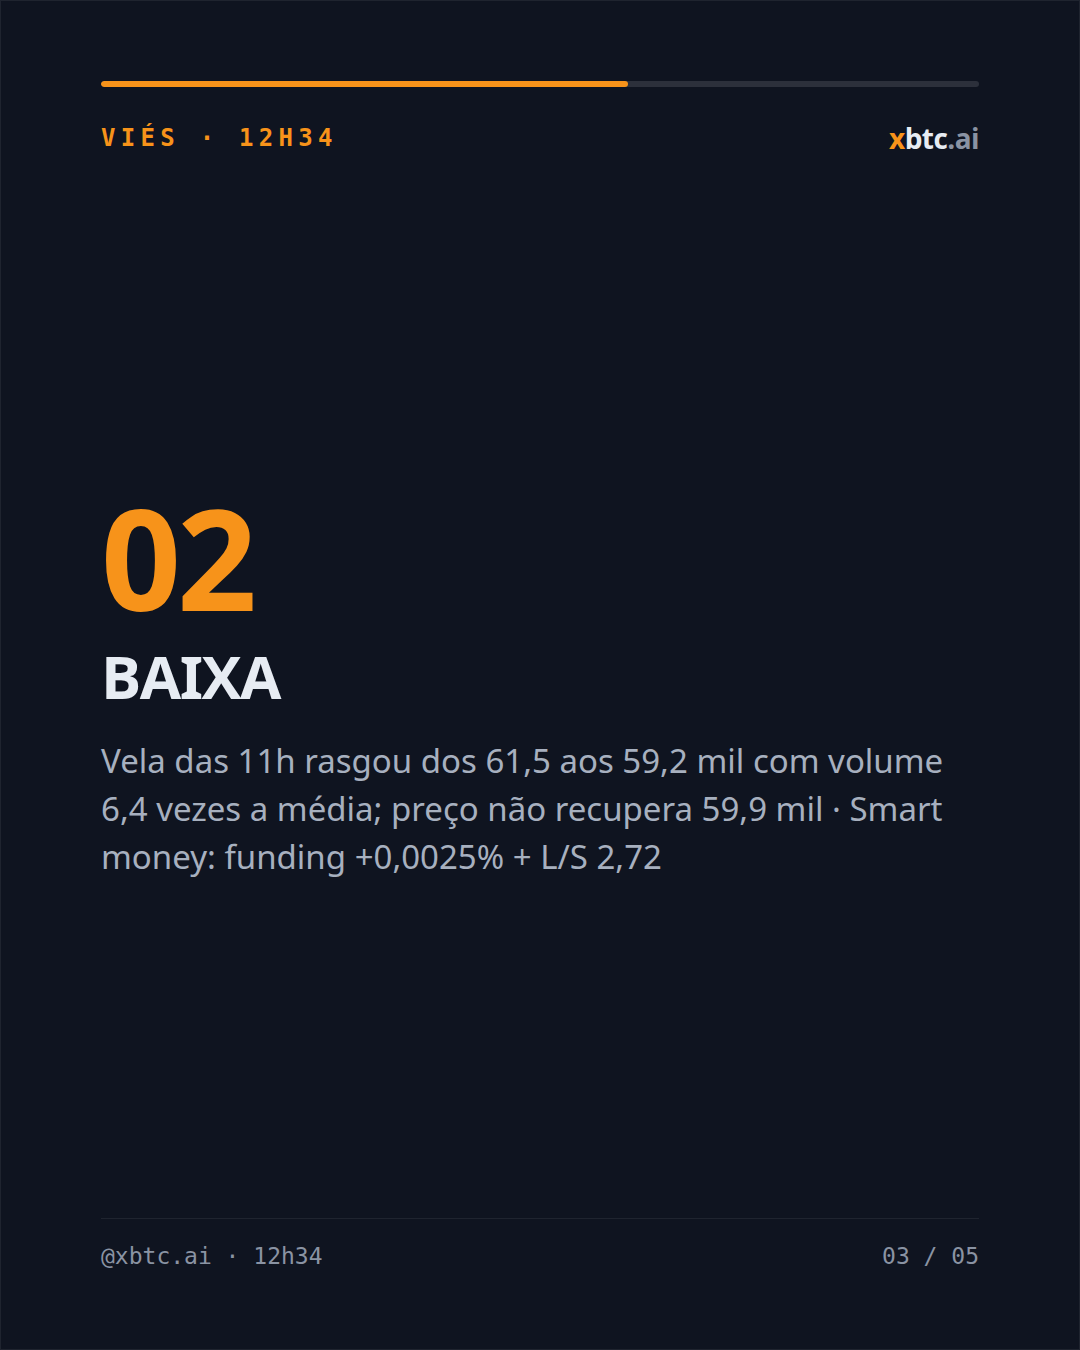 VIÉS · 12H34
xbtc.ai
02
BAIXA
Vela das 11h rasgou dos 61,5 aos 59,2 mil com volume
6,4 vezes a média; preço não recupera 59,9 mil · Smart
money: funding +0,0025% + L/S 2,72
@xbtc.ai · 12h34
03 / 05